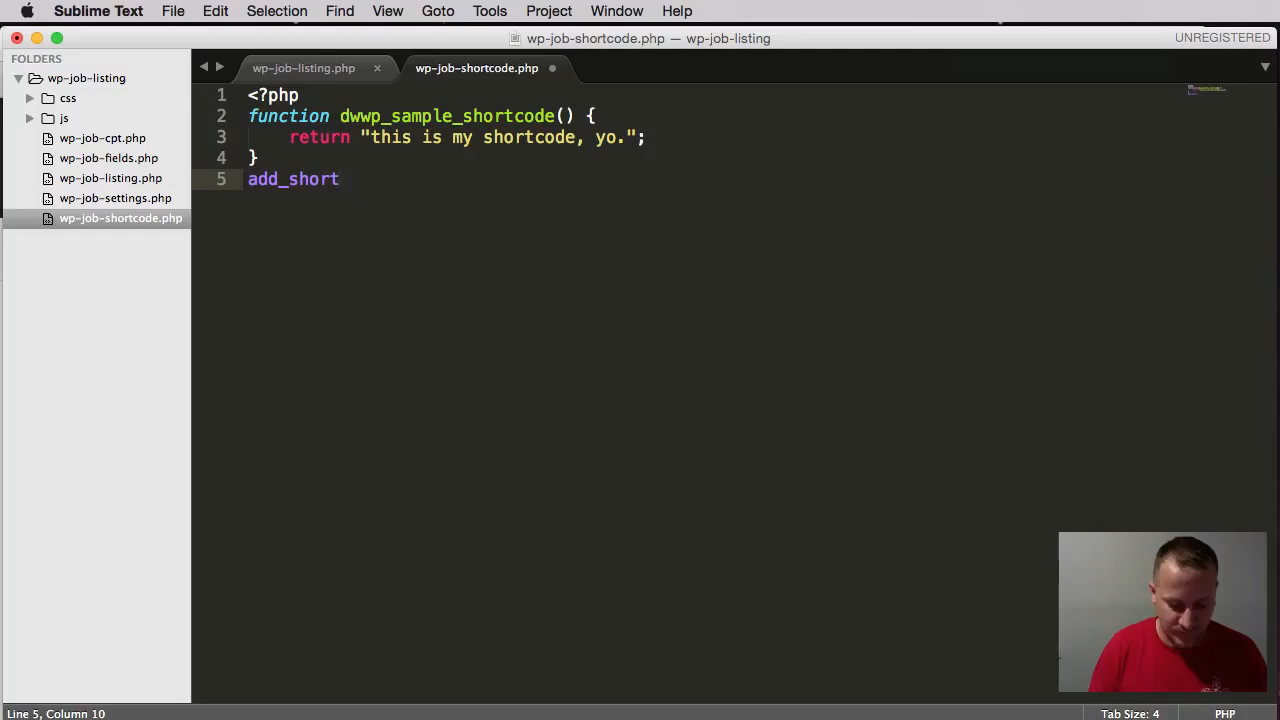 Sublime Text File Edit Selection Find View Goto Tools Project Window Help
wp-job-shortcode.php — wp-job-listing
UNREGISTERED
FOLDERS
wp-job-listing
css
js
wp-job-cpt.php
wp-job-fields.php
wp-job-listing.php
wp-job-settings.php
wp-job-shortcode.php
wp-job-listing.php ×
wp-job-shortcode.php
1 <?php
2 function dwwp_sample_shortcode() {
3 return "this is my shortcode, yo.";
4 }
5 add_short
Line 5, Column 10
Tab Size: 4
PHP